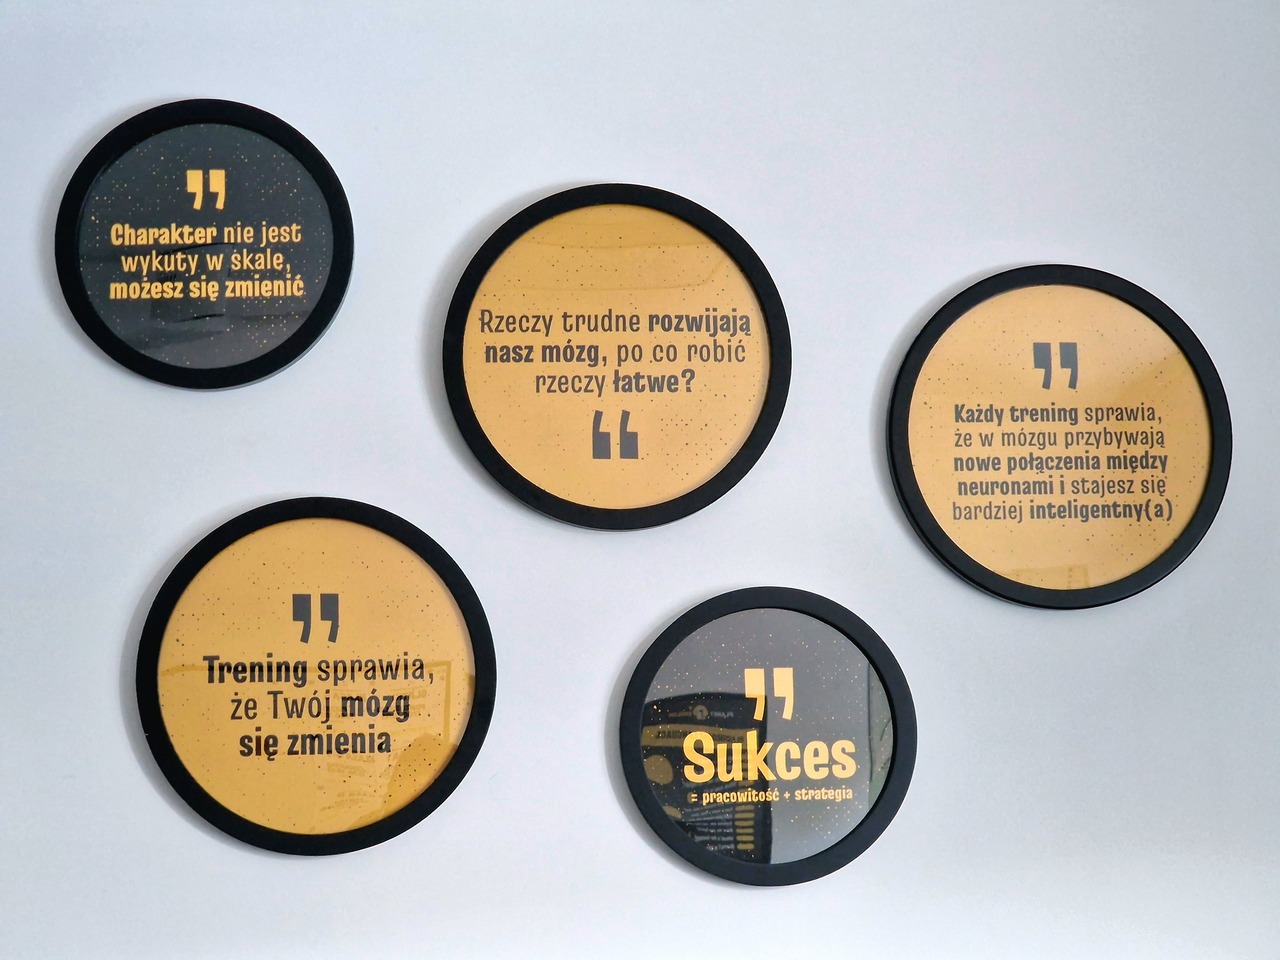 Charakter nie jest
wykuty w skale,
możesz się zmienić
Rzeczy trudne rozwijają
nasz mózg, po co robić
rzeczy łatwe?
Każdy trening sprawia,
że w mózgu przybywają
nowe połączenia między
neuronami i stajesz się
bardziej inteligentny(a)
Trening sprawia,
że Twój mózg
się zmienia
Sukces
= pracowitość + strategia